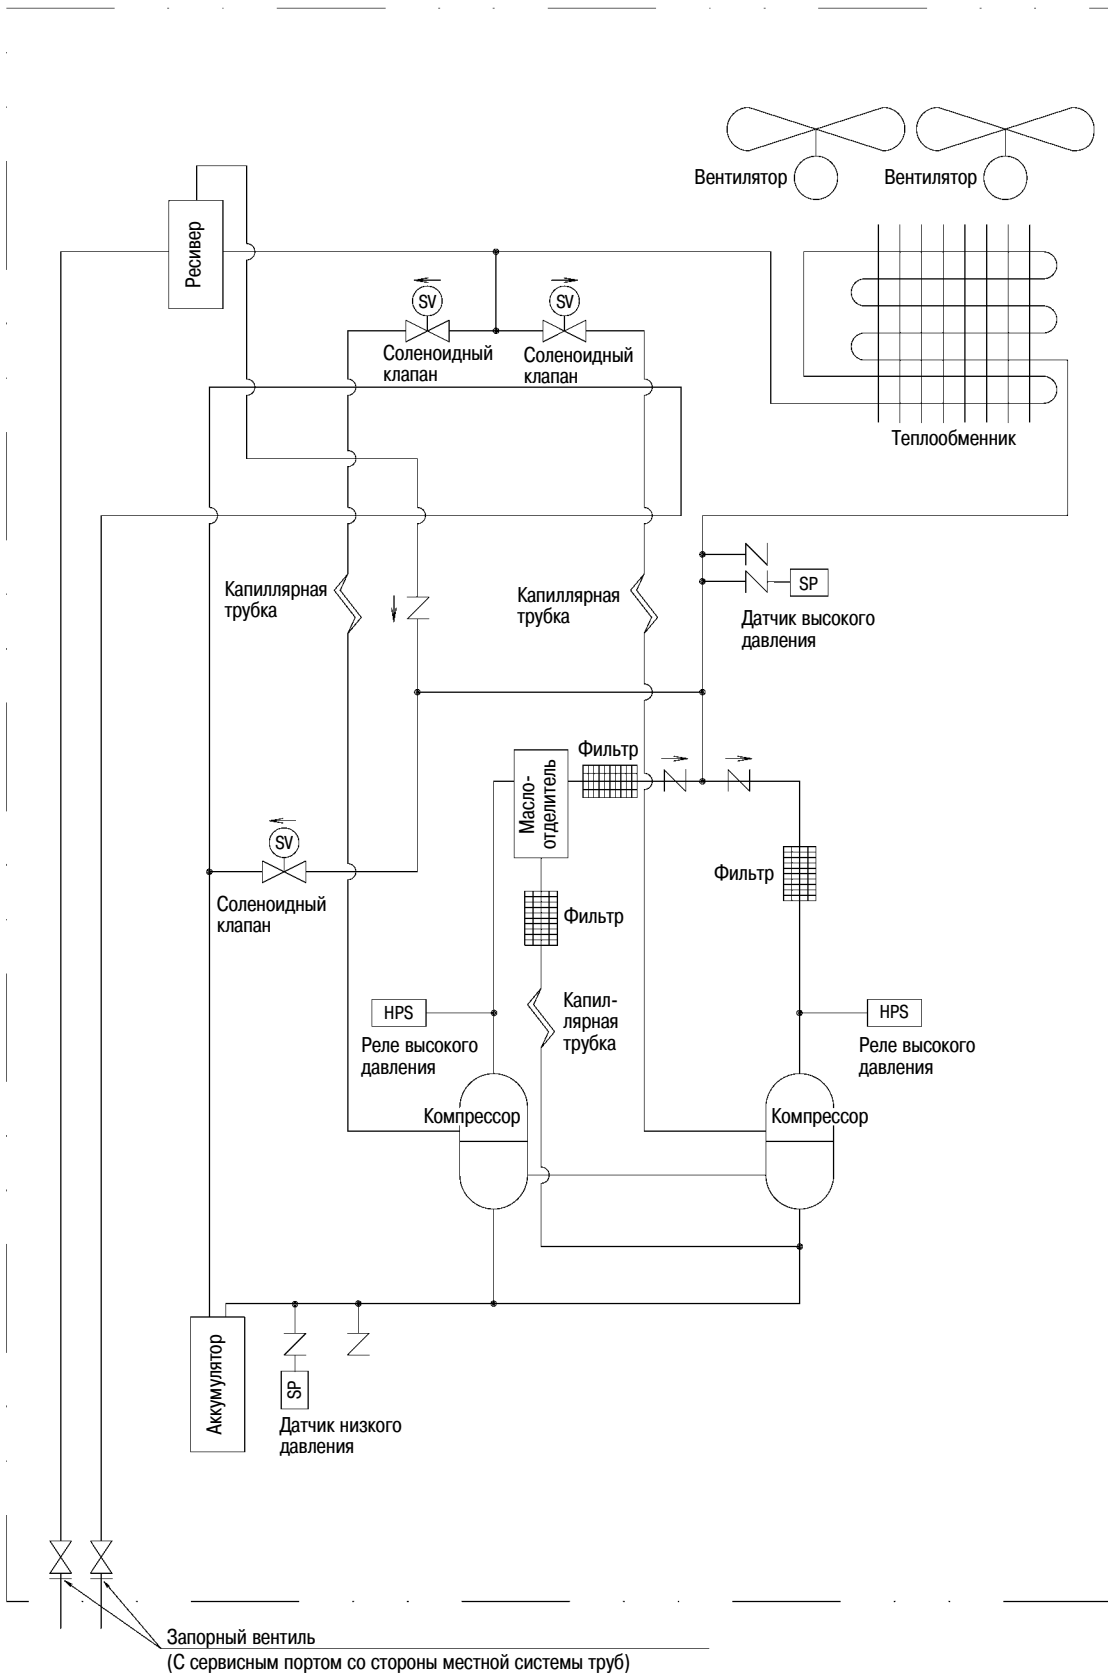 Вентилятор
Вентилятор
Ресивер
SV
SV
Соленоидный
клапан
Соленоидный
клапан
Теплообменник
Капиллярная
трубка
Капиллярная
трубка
SP
Датчик высокого
давления
Фильтр
Масло-
отделитель
SV
Соленоидный
клапан
Фильтр
Фильтр
HPS
Реле высокого
давления
Капил-
лярная
трубка
HPS
Реле высокого
давления
Компрессор
Компрессор
Аккумулятор
SP
Датчик низкого
давления
Запорный вентиль
(С сервисным портом со стороны местной системы труб)